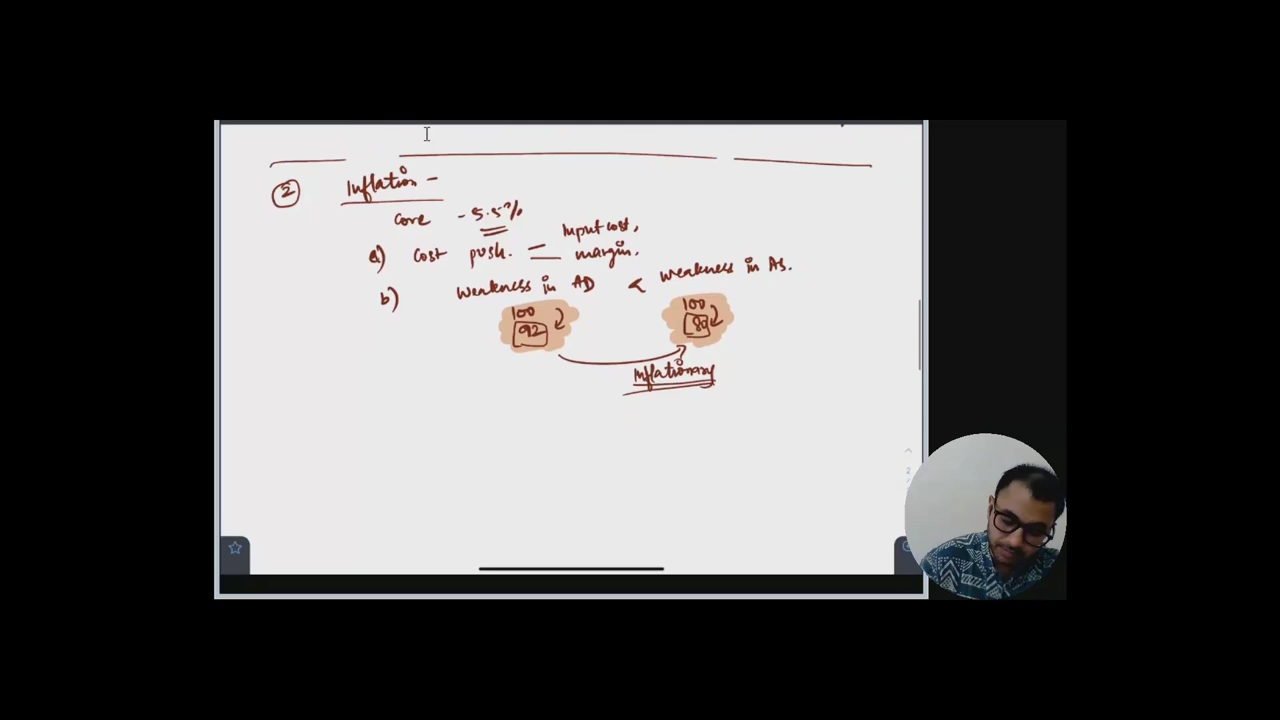 2 Inflation -
core - 5.5%
a) cost push. - Input cost, margin.
b) weakness in AD < weakness in AS.
100 100
92 80
Inflationary